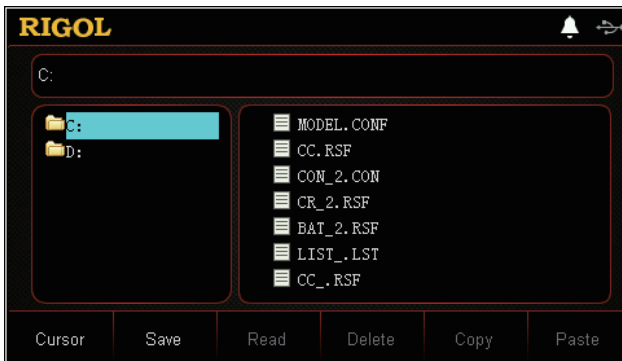 RIGOL
C:
C:
D:
MODEL.CONF
CC.RSF
CON_2.CON
CR_2.RSF
BAT_2.RSF
LIST_.LST
CC_.RSF
Cursor Save Read Delete Copy Paste